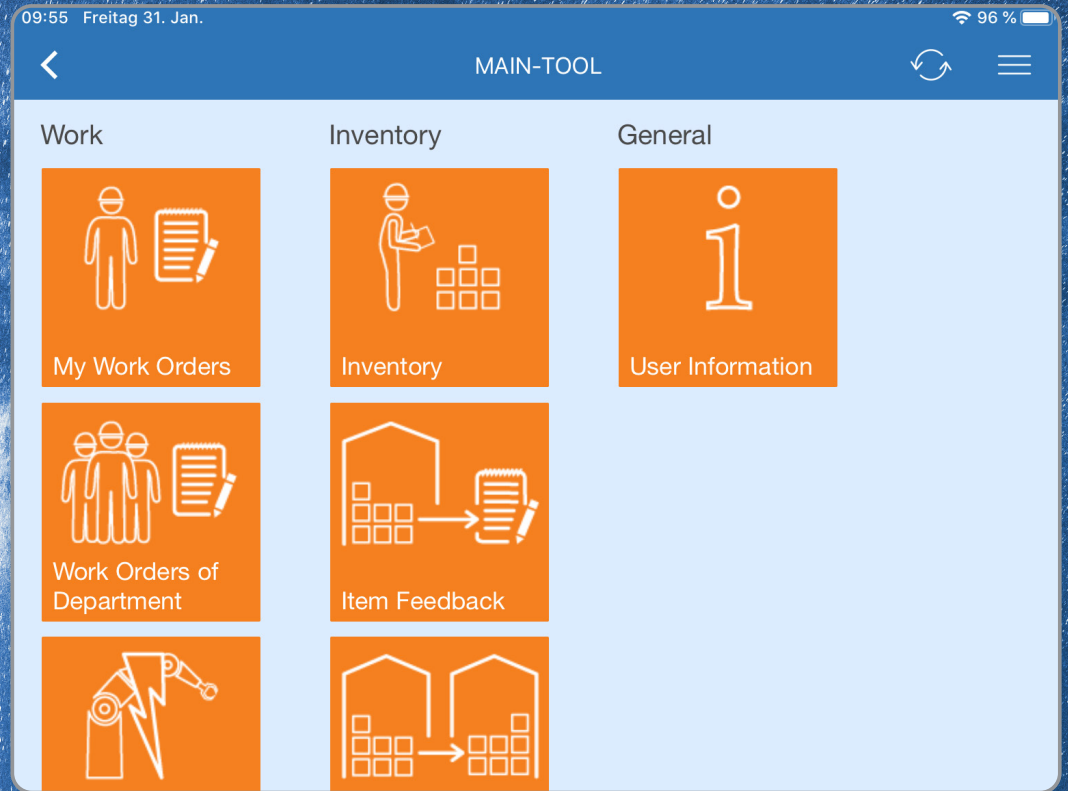 09:55 Freitag 31. Jan.
96 %
MAIN-TOOL
Work
Inventory
General
My Work Orders
Inventory
User Information
Work Orders of
Department
Item Feedback